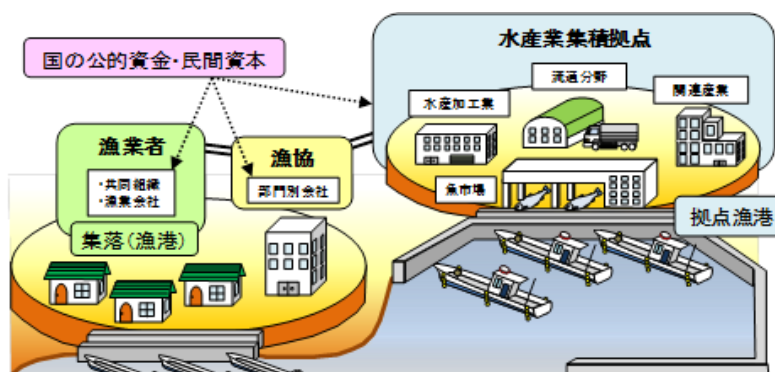 国の公的資金・民間資本
水産業集積拠点
流通分野
水産加工業
関連産業
漁業者
・共同組織
・漁業会社
漁協
部門別会社
魚市場
集落(漁港)
拠点漁港